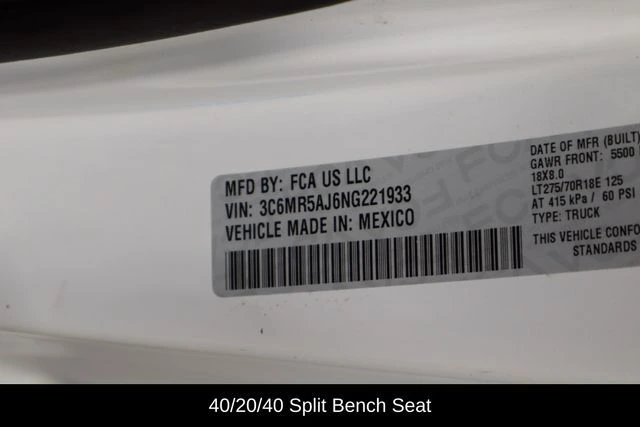 MFD BY: FCA US LLC
VIN: 3C6MR5AJ6NG221933
VEHICLE MADE IN: MEXICO
DATE OF MFR (BUILT)
GAWR FRONT: 5500
18X8.0
LT275/70R18E 125
AT 415 kPa / 60 PSI
TYPE: TRUCK
THIS VEHICLE CONFO
STANDARDS
40/20/40 Split Bench Seat